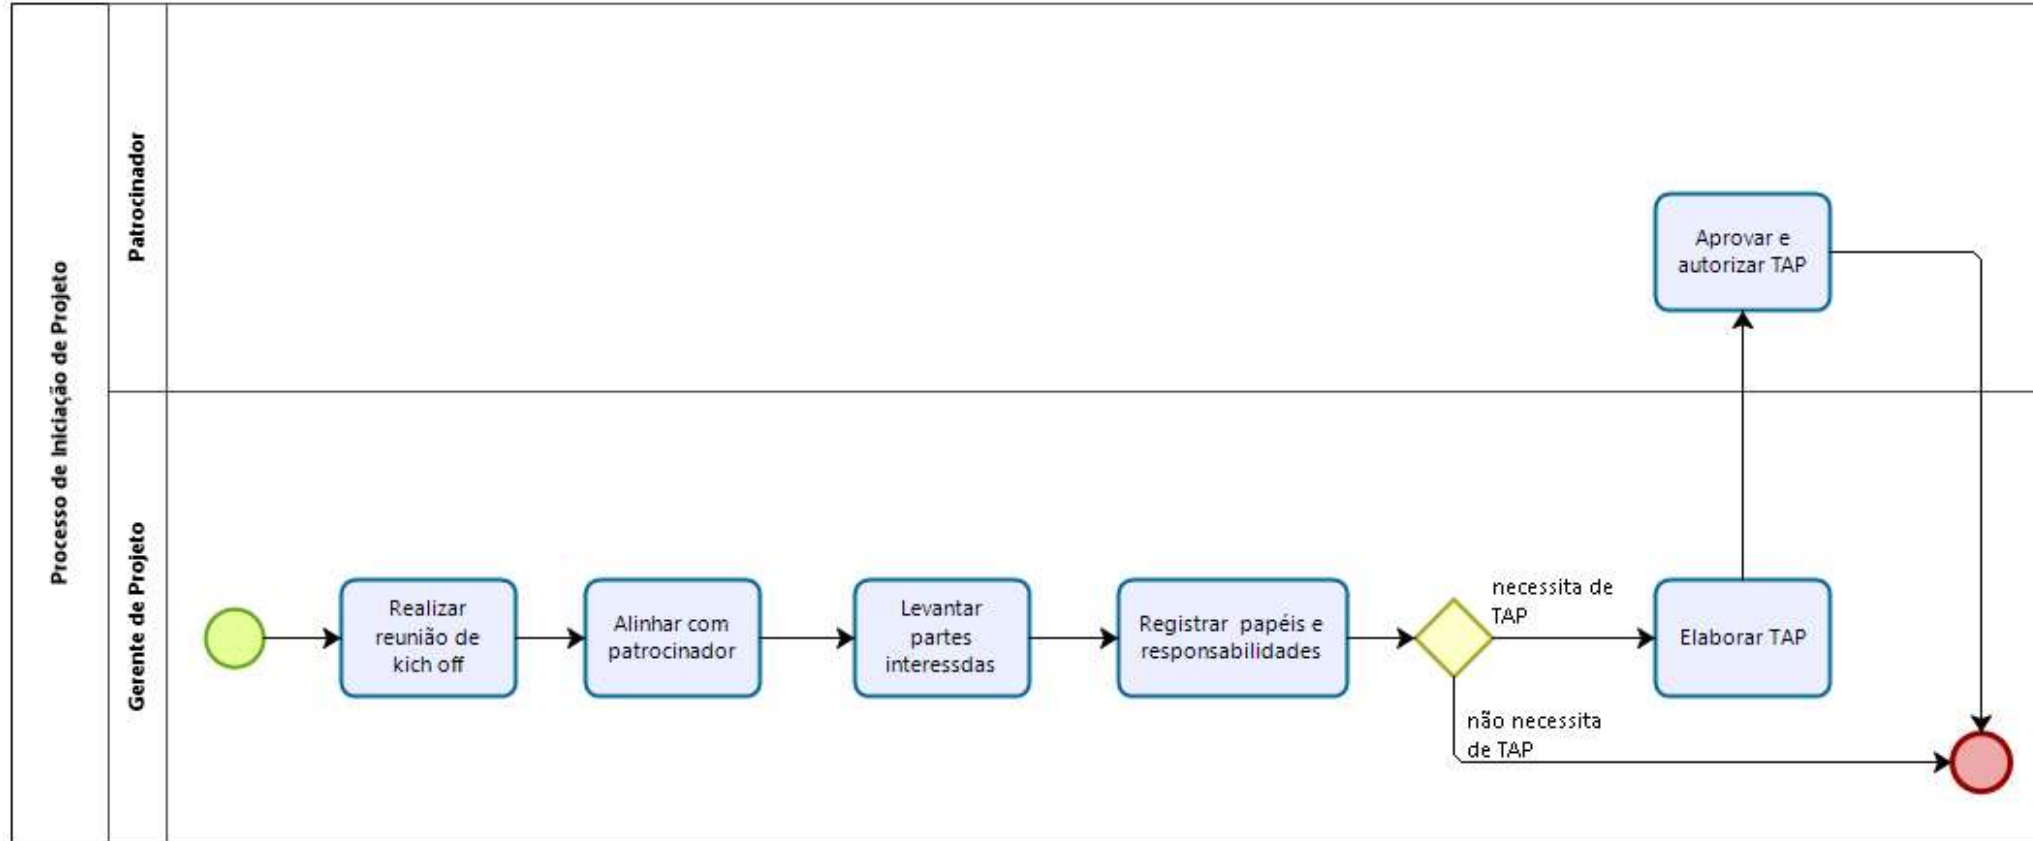 Processo de Iniciação de Projeto
Patrocinador
Aprovar e
autorizar TAP
Gerente de Projeto
Realizar
reunião de
kich off
Alinhar com
patrocinador
Levantar
partes
interessdas
Registrar papéis e
responsabilidades
necessita de
TAP
Elaborar TAP
não necessita
de TAP